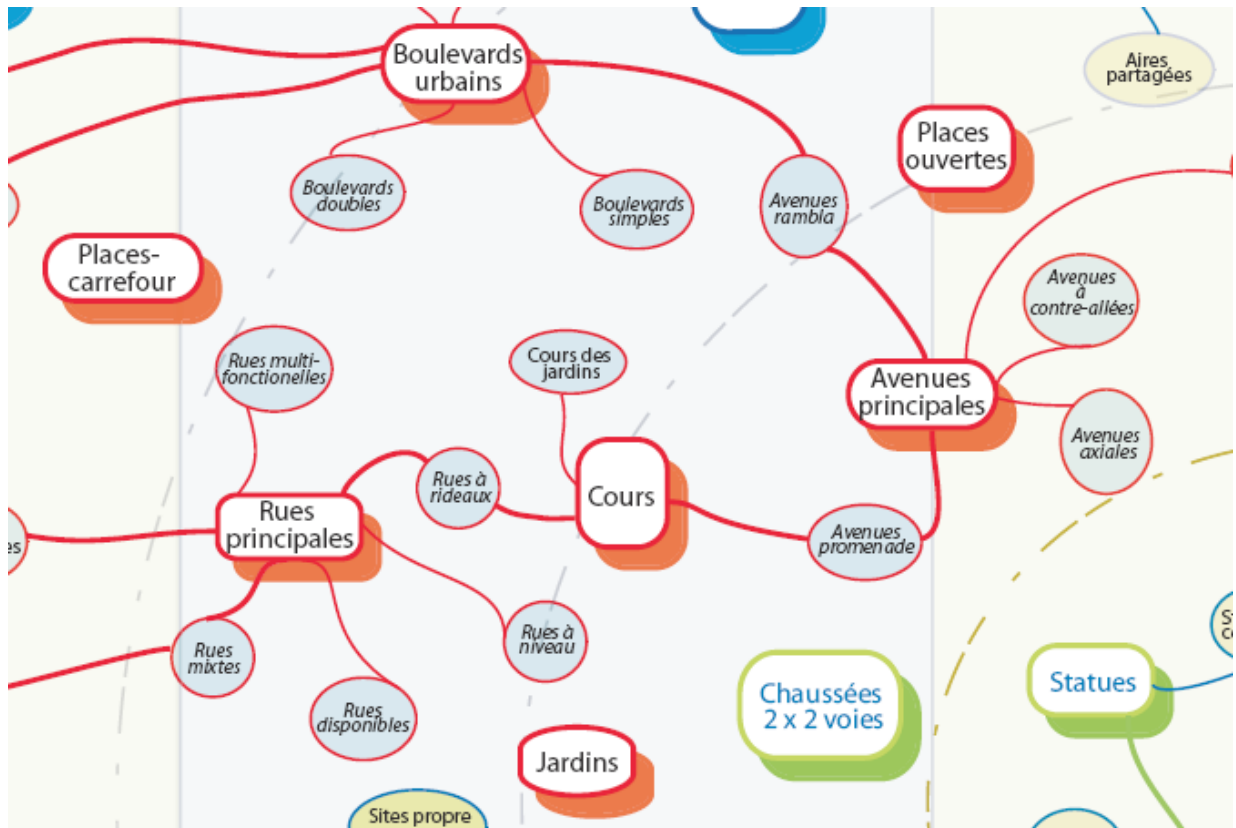 Boulevards
urbains
Aires
partagées
Places
ouvertes
Boulevards
doubles
Boulevards
simples
Avenues
rambla
Places-
carrefour
Avenues
à
contre-allées
Rues multi-
fonctionelles
Cours des
jardins
Avenues
principales
Avenues
axiales
Rues à
rideaux
Cours
Rues
principales
Avenues
promenade
es
Rues
mixtes
Rues à
niveau
Rues
disponibles
Chaussées
2 x 2 voies
Statues
Jardins
Sites propre